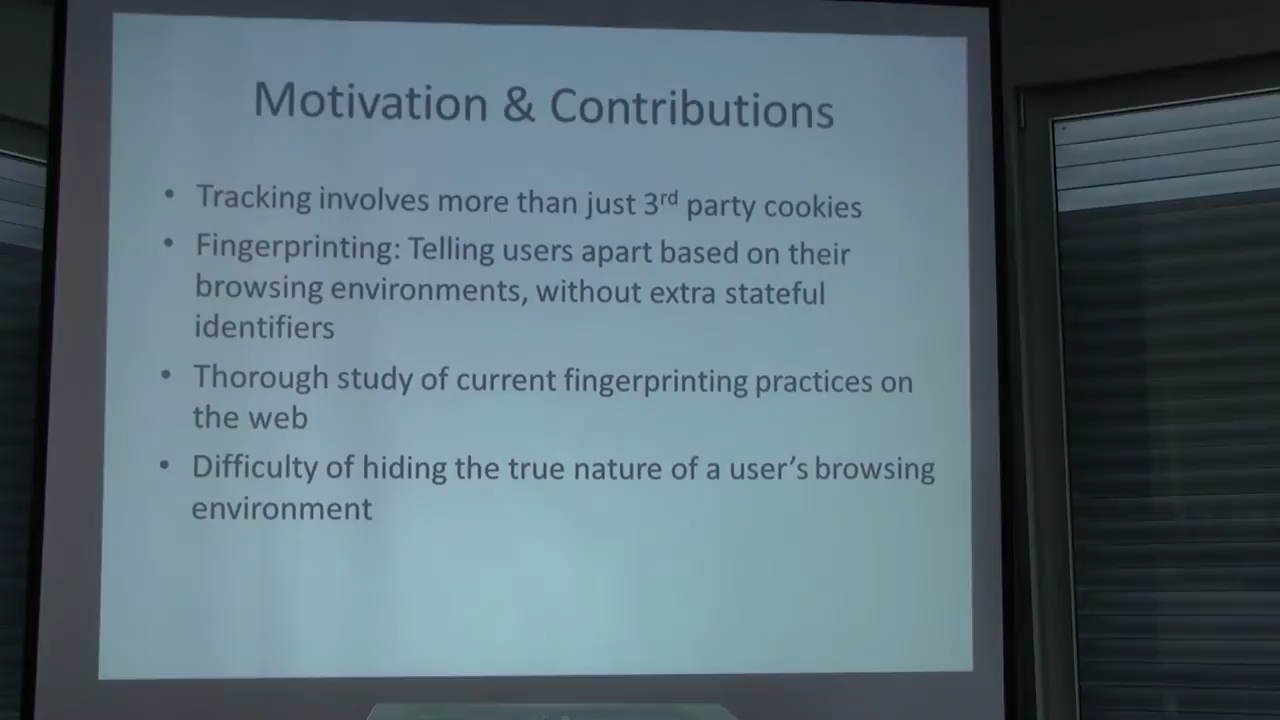 Motivation & Contributions
• Tracking involves more than just 3rd party cookies
• Fingerprinting: Telling users apart based on their
browsing environments, without extra stateful
identifiers
• Thorough study of current fingerprinting practices on
the web
• Difficulty of hiding the true nature of a user's browsing
environment